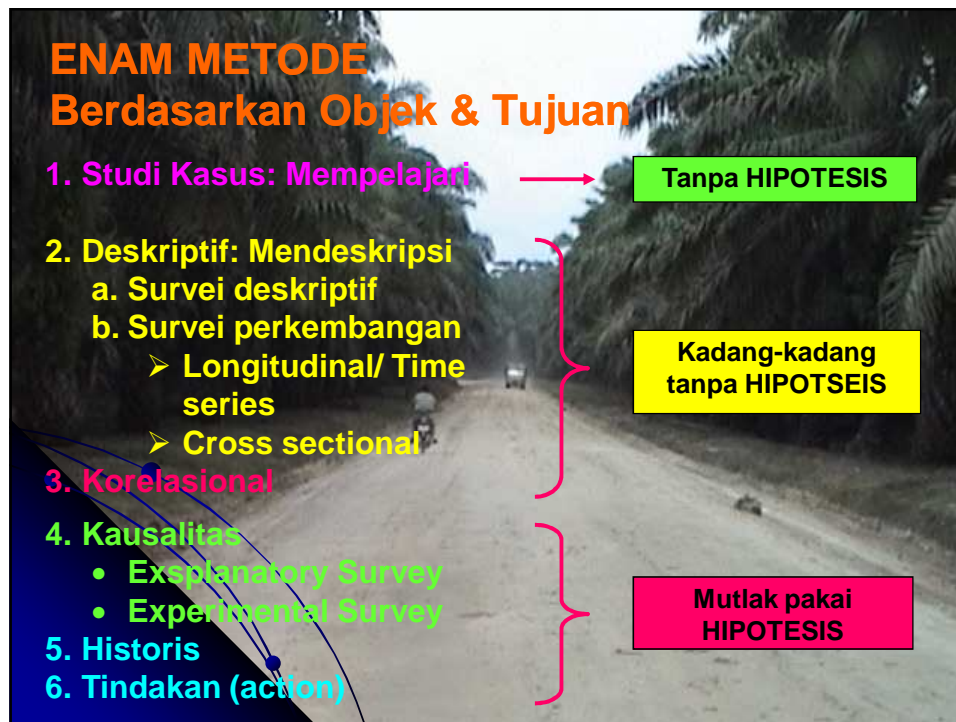 ENAM METODE
Berdasarkan Objek & Tujuan
1. Studi Kasus: Mempelajari
Tanpa HIPOTESIS
2. Deskriptif: Mendeskripsi
a. Survei deskriptif
b. Survei perkembangan
➢ Longitudinal/ Time
series
➢ Cross sectional
3. Korelasional
Kadang-kadang
tanpa HIPOTSEIS
4. Kausalitas
• Exsplanatory Survey
• Experimental Survey
5. Historis
6. Tindakan (action)
Mutlak pakai
HIPOTESIS